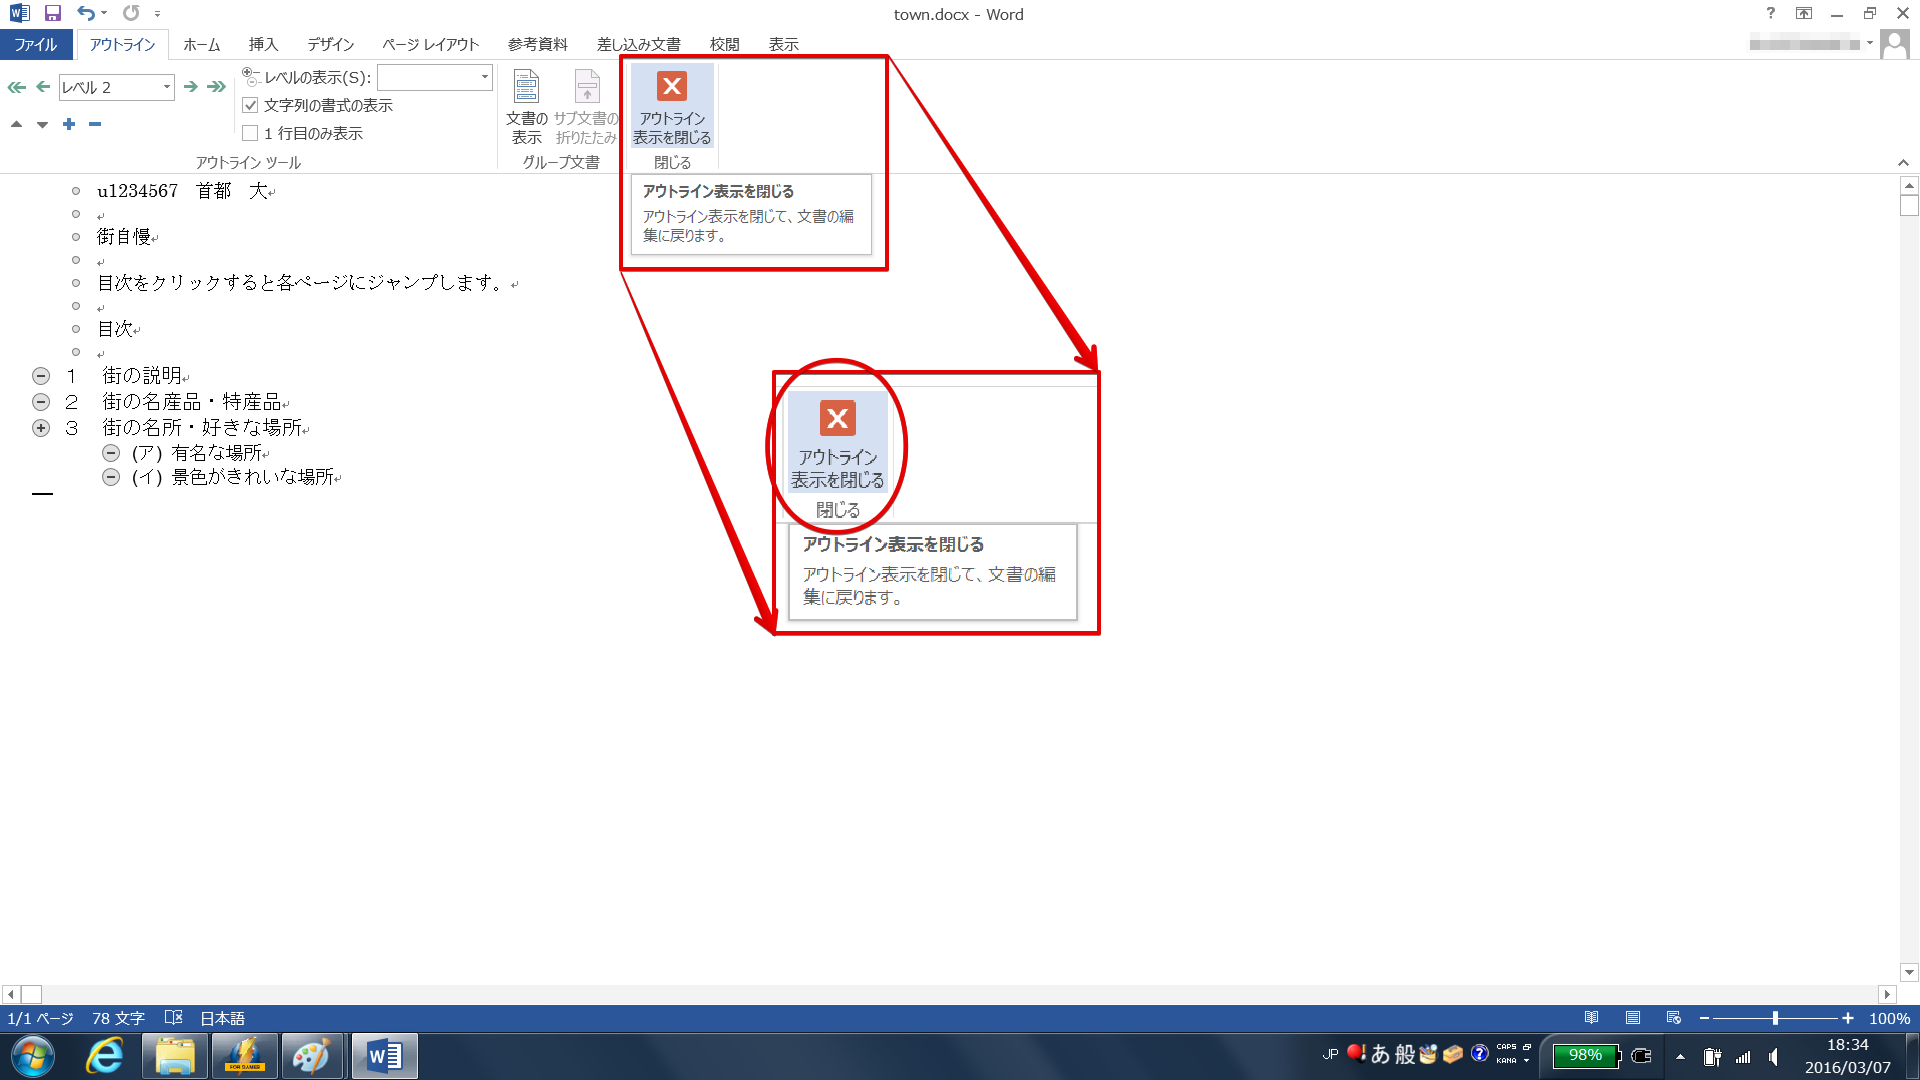 town.docx - Word
?
ファイル
アウトライン
ホーム
挿入
デザイン
ページ レイアウト
参考資料
差し込み文書
校閲
表示
レベル 2
レベルの表示(S):
文字列の書式の表示
1 行目のみ表示
アウトライン ツール
文書の
表示
サブ文書の
折りたたみ
グループ文書
アウトライン
表示を閉じる
閉じる
アウトライン表示を閉じる
アウトライン表示を閉じて、文書の編
集に戻ります。
u1234567　首都　大
街自慢
目次をクリックすると各ページにジャンプします。
目次
1　街の説明
2　街の名産品・特産品
3　街の名所・好きな場所
(ア) 有名な場所
(イ) 景色がきれいな場所
アウトライン
表示を閉じる
閉じる
アウトライン表示を閉じる
アウトライン表示を閉じて、文書の編
集に戻ります。
1/1 ページ
78 文字
日本語
100%
FOR GAMES
JP
あ
般
CAPS
KANA
98%
18:34
2016/03/07